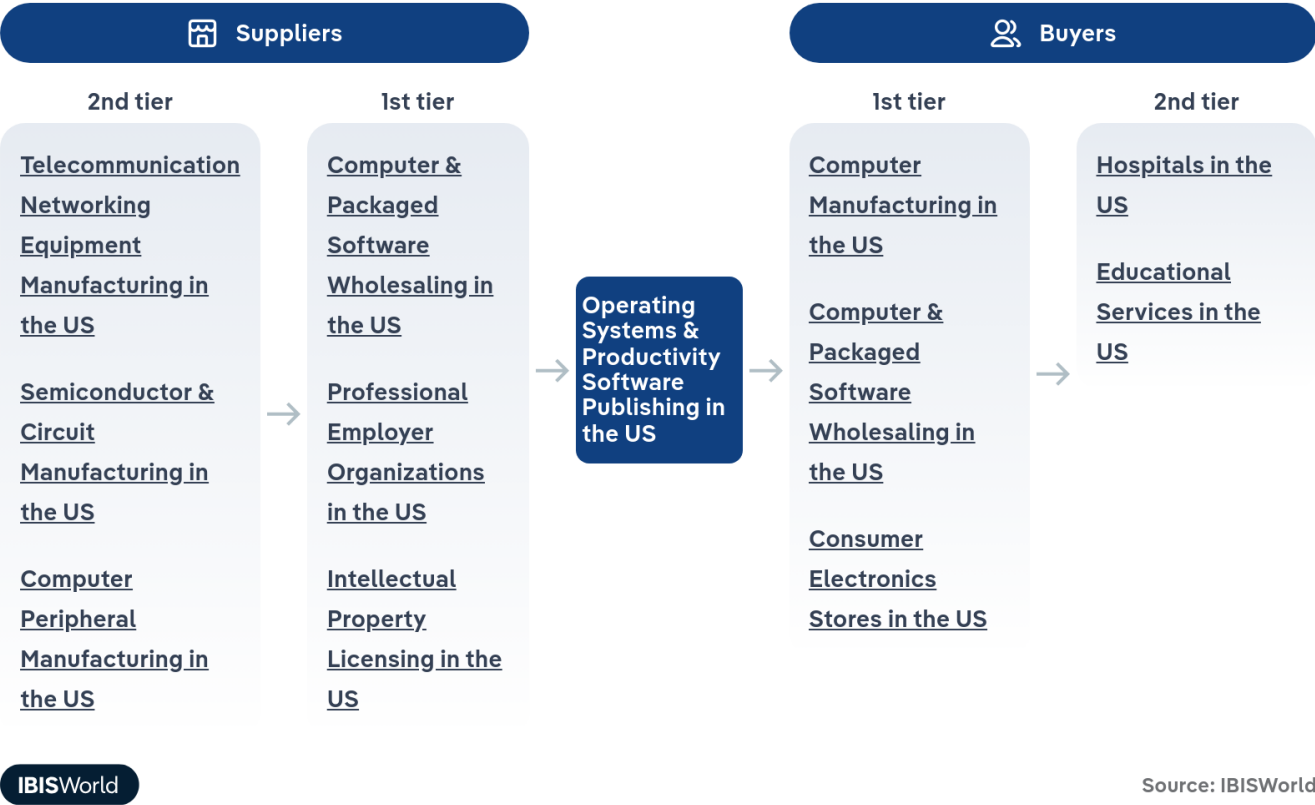 Suppliers
Buyers
2nd tier
1st tier
1st tier
2nd tier
Telecommunication
Networking
Equipment
Manufacturing in
the US
Semiconductor &
Circuit
Manufacturing in
the US
Computer
Peripheral
Manufacturing in
the US
Computer &
Packaged
Software
Wholesaling in
the US
Professional
Employer
Organizations
in the US
Intellectual
Property
Licensing in the
US
Operating
Systems &
Productivity
Software
Publishing in
the US
Computer
Manufacturing in
the US
Computer &
Packaged
Software
Wholesaling in
the US
Consumer
Electronics
Stores in the US
Hospitals in the
US
Educational
Services in the
US
IBISWorld
Source: IBISWorld